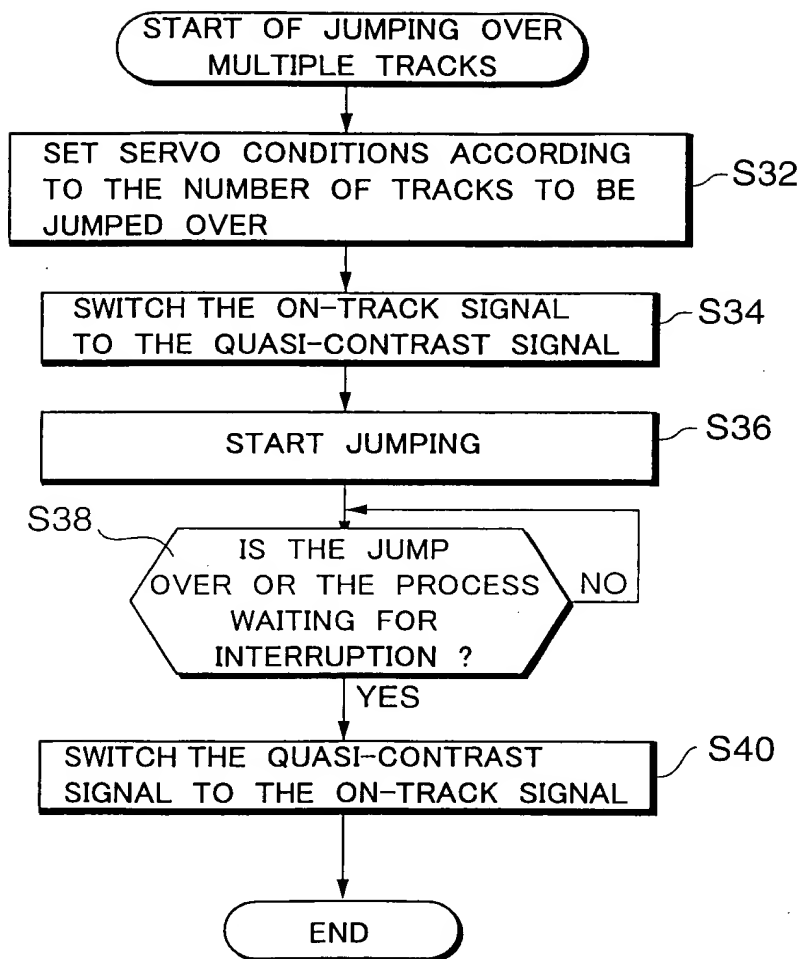 START OF JUMPING OVER
MULTIPLE TRACKS
SET SERVO CONDITIONS ACCORDING
TO THE NUMBER OF TRACKS TO BE
JUMPED OVER
S32
SWITCH THE ON-TRACK SIGNAL
TO THE QUASI-CONTRAST SIGNAL
S34
START JUMPING
S36
S38
IS THE JUMP
OVER OR THE PROCESS
WAITING FOR
INTERRUPTION ?
NO
YES
SWITCH THE QUASI-CONTRAST
SIGNAL TO THE ON-TRACK SIGNAL
S40
END